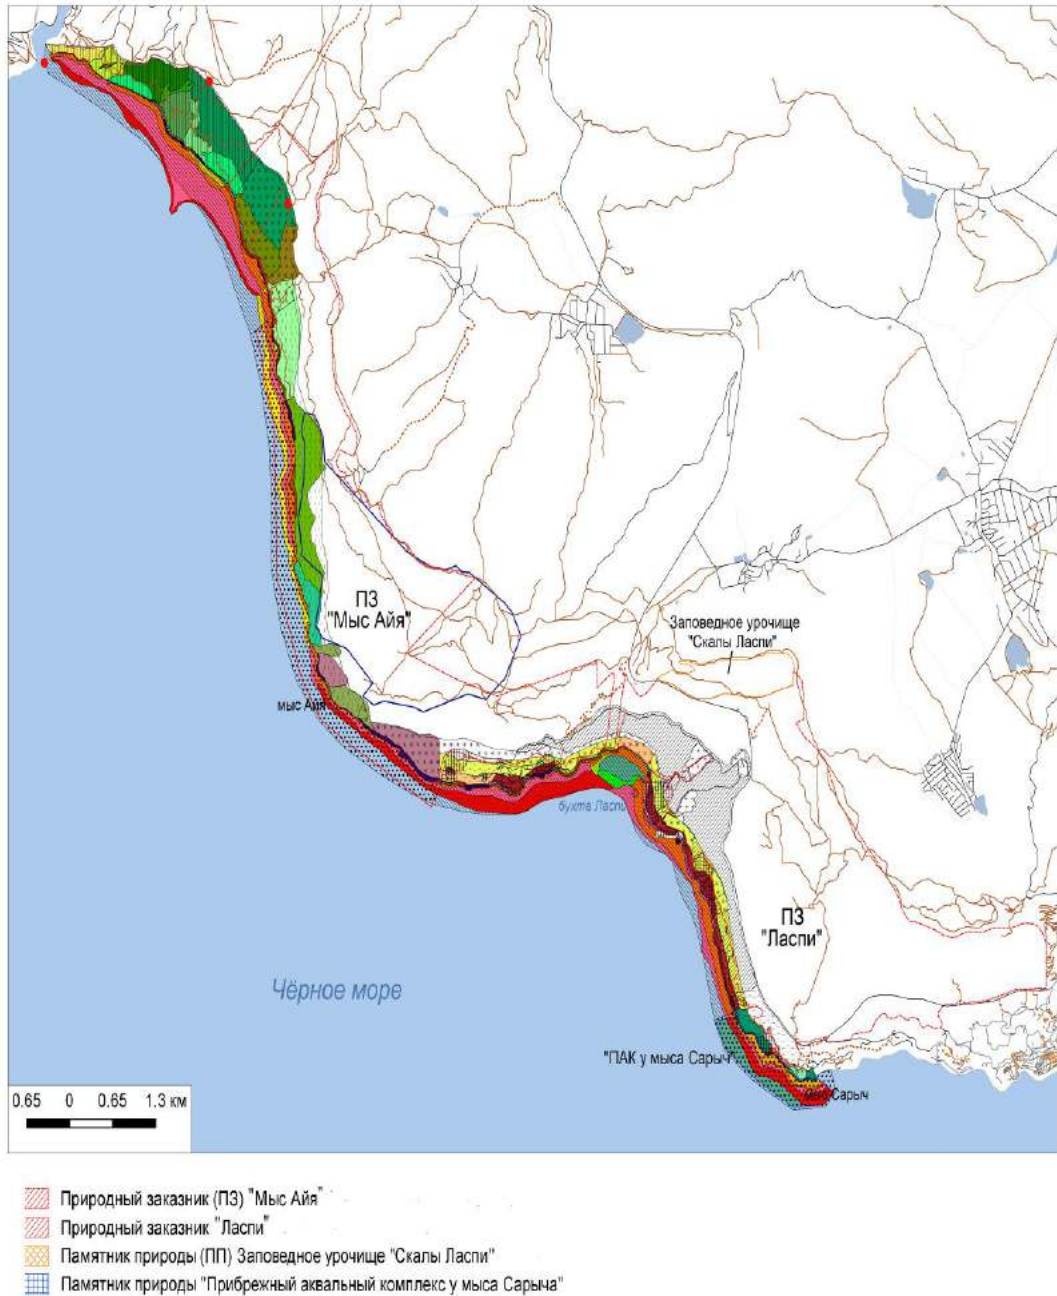 ПЗ
"Мыс Айя"
Заповедное урочище
"Скалы Ласпи"
мыс Айя
бухта Ласпи
ПЗ
"Ласпи"
Чёрное море
"ПАК у мыса Сарыч"
мыс Сарыч
0.65 0 0.65 1.3 км
Природный заказник (ПЗ) "Мыс Айя"
Природный заказник "Ласпи"
Памятник природы (ПП) Заповедное урочище "Скалы Ласпи"
Памятник природы "Прибрежный аквальный комплекс у мыса Сарыча"